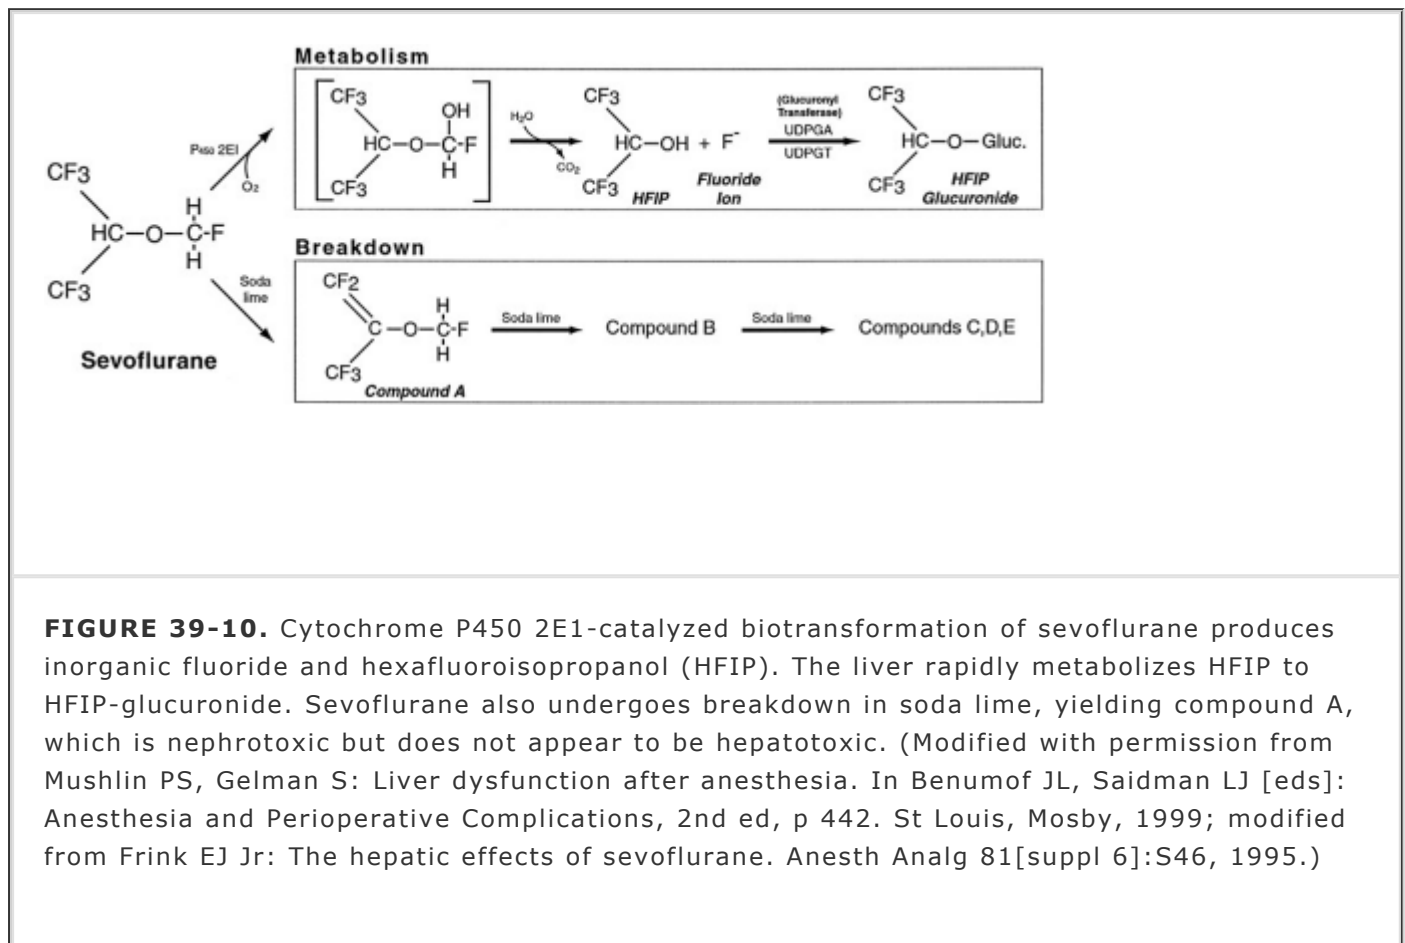 Metabolism
CF3
OH
HC–O–C-F
H
CF3
P450 2EI
O2
H2O
CO2
CF3
HC–OH + F-
CF3
HFIP
Fluoride
Ion
(Glucuronyl
Transferase)
UDPGA
UDPGT
CF3
HC–O–Gluc.
CF3
HFIP
Glucuronide
CF3
H
HC–O–C-F
H
CF3
Sevoflurane
Soda
lime
Breakdown
CF2
H
C–O–C-F
H
CF3
Compound A
Soda lime
Compound B
Soda lime
Compounds C,D,E
FIGURE 39-10. Cytochrome P450 2E1-catalyzed biotransformation of sevoflurane produces
inorganic fluoride and hexafluoroisopropanol (HFIP). The liver rapidly metabolizes HFIP to
HFIP-glucuronide. Sevoflurane also undergoes breakdown in soda lime, yielding compound A,
which is nephrotoxic but does not appear to be hepatotoxic. (Modified with permission from
Mushlin PS, Gelman S: Liver dysfunction after anesthesia. In Benumof JL, Saidman LJ [eds]:
Anesthesia and Perioperative Complications, 2nd ed, p 442. St Louis, Mosby, 1999; modified
from Frink EJ Jr: The hepatic effects of sevoflurane. Anesth Analg 81[suppl 6]:S46, 1995.)